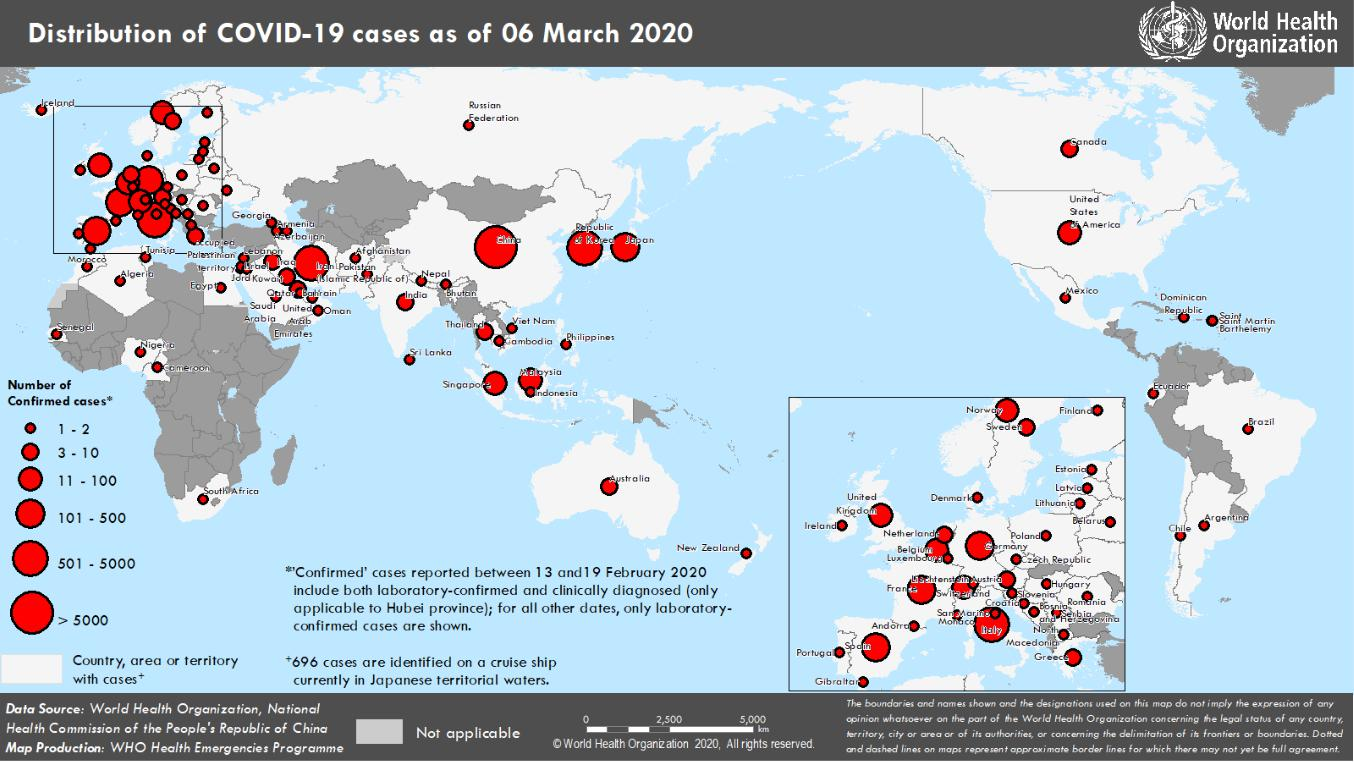 Distribution of COVID-19 cases as of 06 March 2020
World Health
Organization
Iceland
Russian
Federation
Canada
United
States
of America
Mexico
Dominican
Republic
Saint
Saint Martin
Barthelemy
Ecuador
Brazil
Argentina
Chile
Georgia
Armenia
Azerbaijan
Occupied
Palestinian
territory
Lebanon
Israel
Iraq
Iran
(Islamic Republic of)
Afghanistan
Pakistan
Kuwait
Qatar
Bahrain
Saudi
Arabia
United
Arab
Emirates
Oman
Tunisia
Morocco
Algeria
Egypt
Senegal
Nigeria
Cameroon
South Africa
China
Republic
of Korea
Japan
Nepal
Bhutan
India
Sri Lanka
Thailand
Viet Nam
Cambodia
Philippines
Malaysia
Singapore
Indonesia
Australia
New Zealand
Number of
Confirmed cases*
1 - 2
3 - 10
11 - 100
101 - 500
501 - 5000
> 5000
Country, area or territory
with cases+
*'Confirmed' cases reported between 13 and19 February 2020
include both laboratory-confirmed and clinically diagnosed (only
applicable to Hubei province); for all other dates, only laboratory-
confirmed cases are shown.
+696 cases are identified on a cruise ship
currently in Japanese territorial waters.
Norway
Sweden
Finland
Estonia
Latvia
Lithuania
Belarus
Denmark
United
Kingdom
Ireland
Netherland
Belgium
Luxembourg
Germany
Poland
Czech Republic
Liechtenstein
Austria
Switzerland
France
Hungary
Slovenia
Croatia
Romania
Bosnia
and Herzegovina
Serbia
San Marino
Monaco
Italy
Andorra
North
Macedonia
Greece
Portugal
Spain
Gibraltar
Data Source: World Health Organization, National
Health Commission of the People's Republic of China
Map Production: WHO Health Emergencies Programme
Not applicable
0 2,500 5,000
km
© World Health Organization 2020, All rights reserved.
The boundaries and names shown and the designations used on this map do not imply the expression of any
opinion whatsoever on the part of the World Health Organization concerning the legal status of any country,
territory, city or area or of its authorities, or concerning the delimitation of its frontiers or boundaries. Dotted
and dashed lines on maps represent approximate border lines for which there may not yet be full agreement.